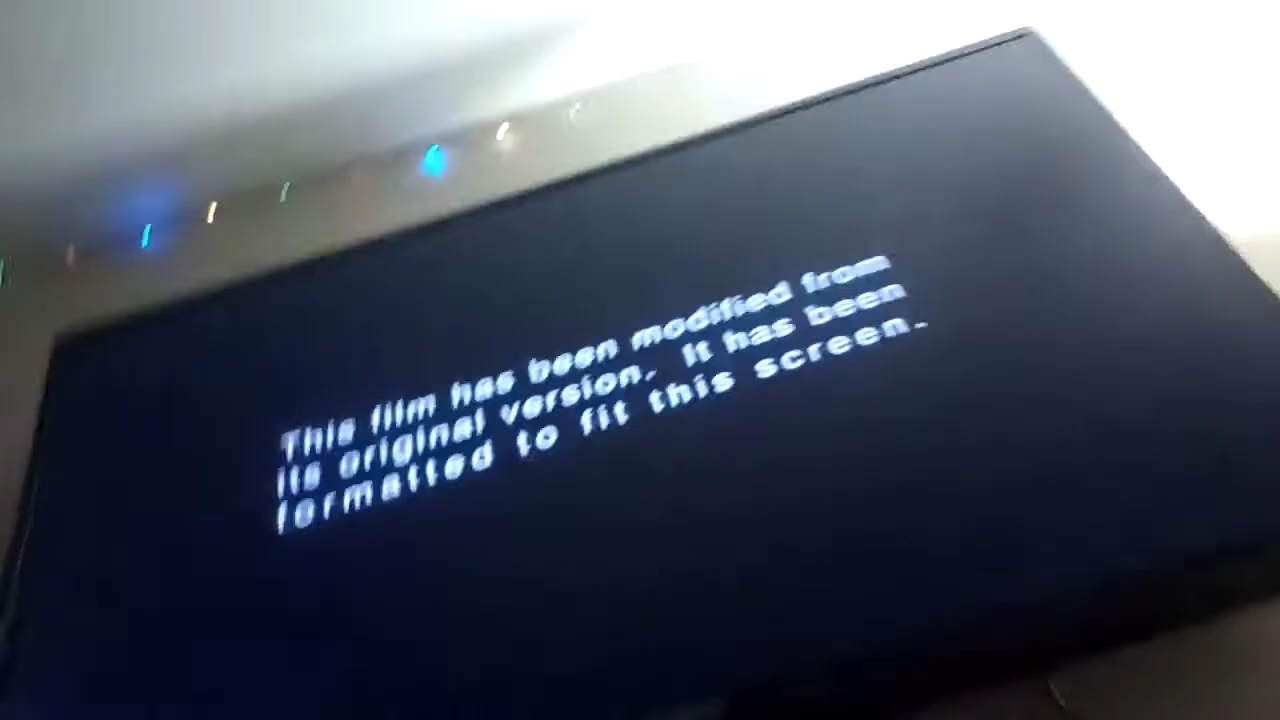 This film has been modified from
its original version. It has been
formatted to fit this screen.